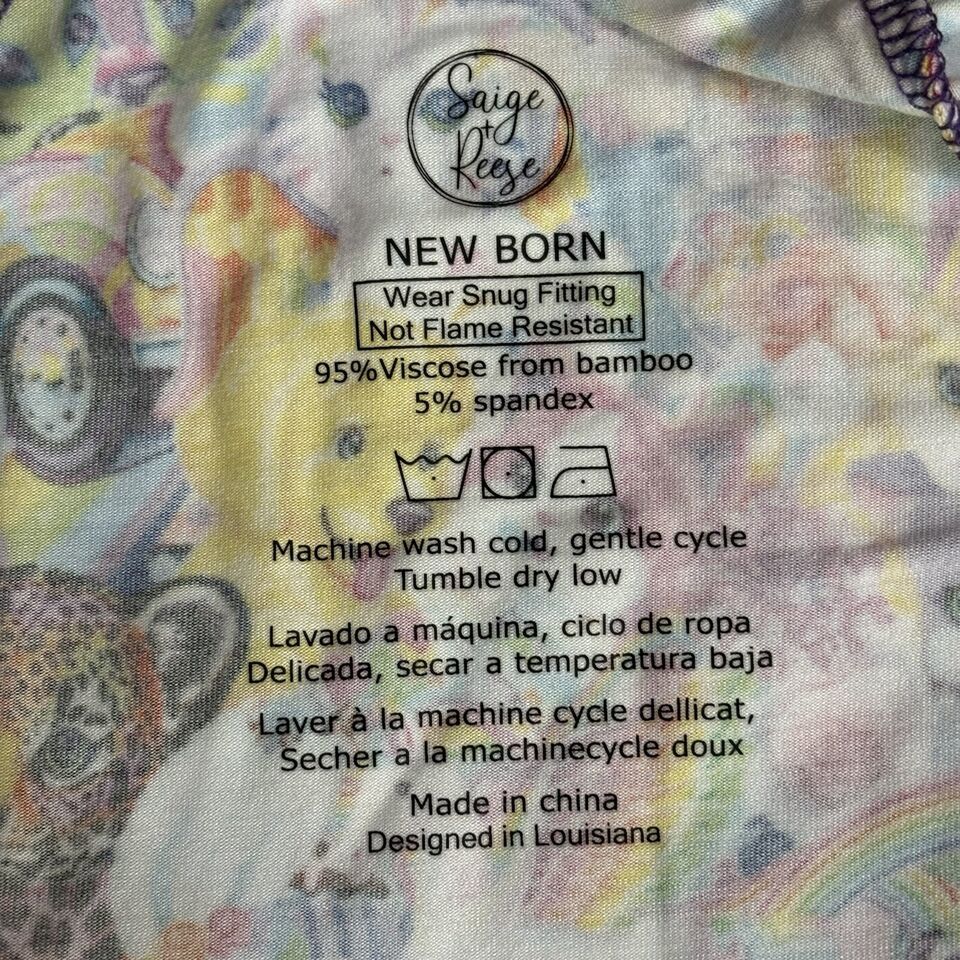 Saige
+
Reese
NEW BORN
Wear Snug Fitting
Not Flame Resistant
95%Viscose from bamboo
5% spandex
Machine wash cold, gentle cycle
Tumble dry low
Lavado a máquina, ciclo de ropa
Delicada, secar a temperatura baja
Laver à la machine cycle dellicat,
Secher a la machinecycle doux
Made in china
Designed in Louisiana